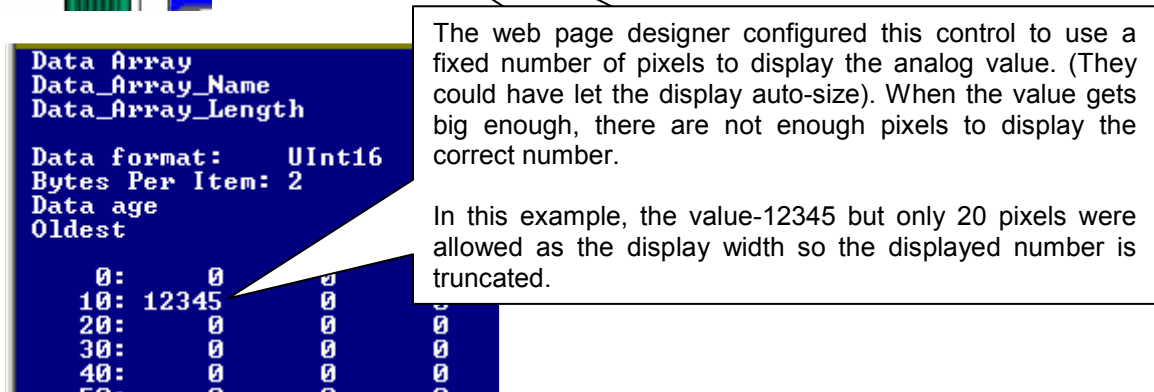 The web page designer configured this control to use a
fixed number of pixels to display the analog value. (They
could have let the display auto-size). When the value gets
big enough, there are not enough pixels to display the
correct number.
In this example, the value-12345 but only 20 pixels were
allowed as the display width so the displayed number is
truncated.
Data Array
Data_Array_Name
Data_Array_Length
Data format: UInt16
Bytes Per Item: 2
Data age
Oldest
0: 0 0
10: 12345 0
20: 0 0 0
30: 0 0 0
40: 0 0 0